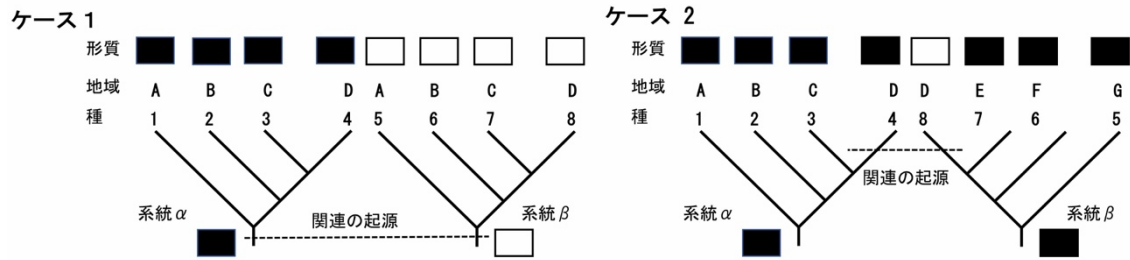 ケース1
形質
地域 A B C D A B C D
種 1 2 3 4 5 6 7 8
系統α
関連の起源
系統β
ケース 2
形質
地域 A B C D D E F G
種 1 2 3 4 8 7 6 5
関連の起源
系統α
系統β